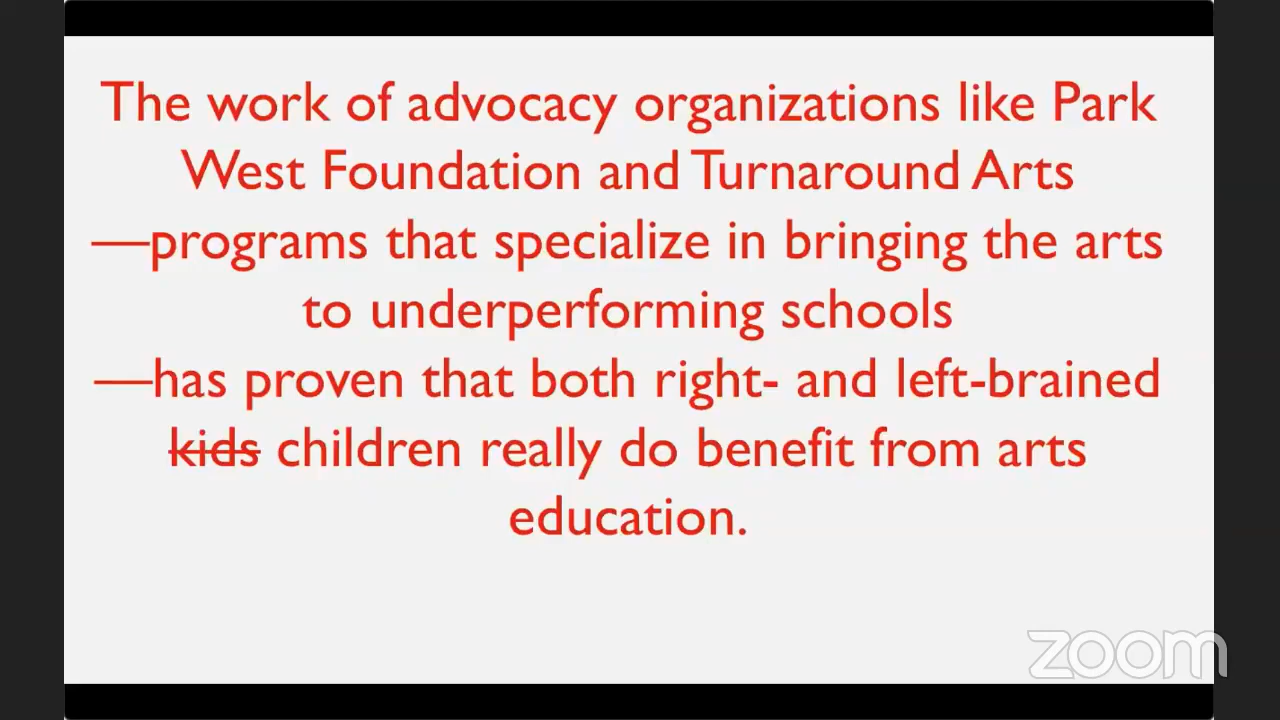 The work of advocacy organizations like Park
West Foundation and Turnaround Arts
—programs that specialize in bringing the arts
to underperforming schools
—has proven that both right- and left-brained
kids children really do benefit from arts
education.
zoom